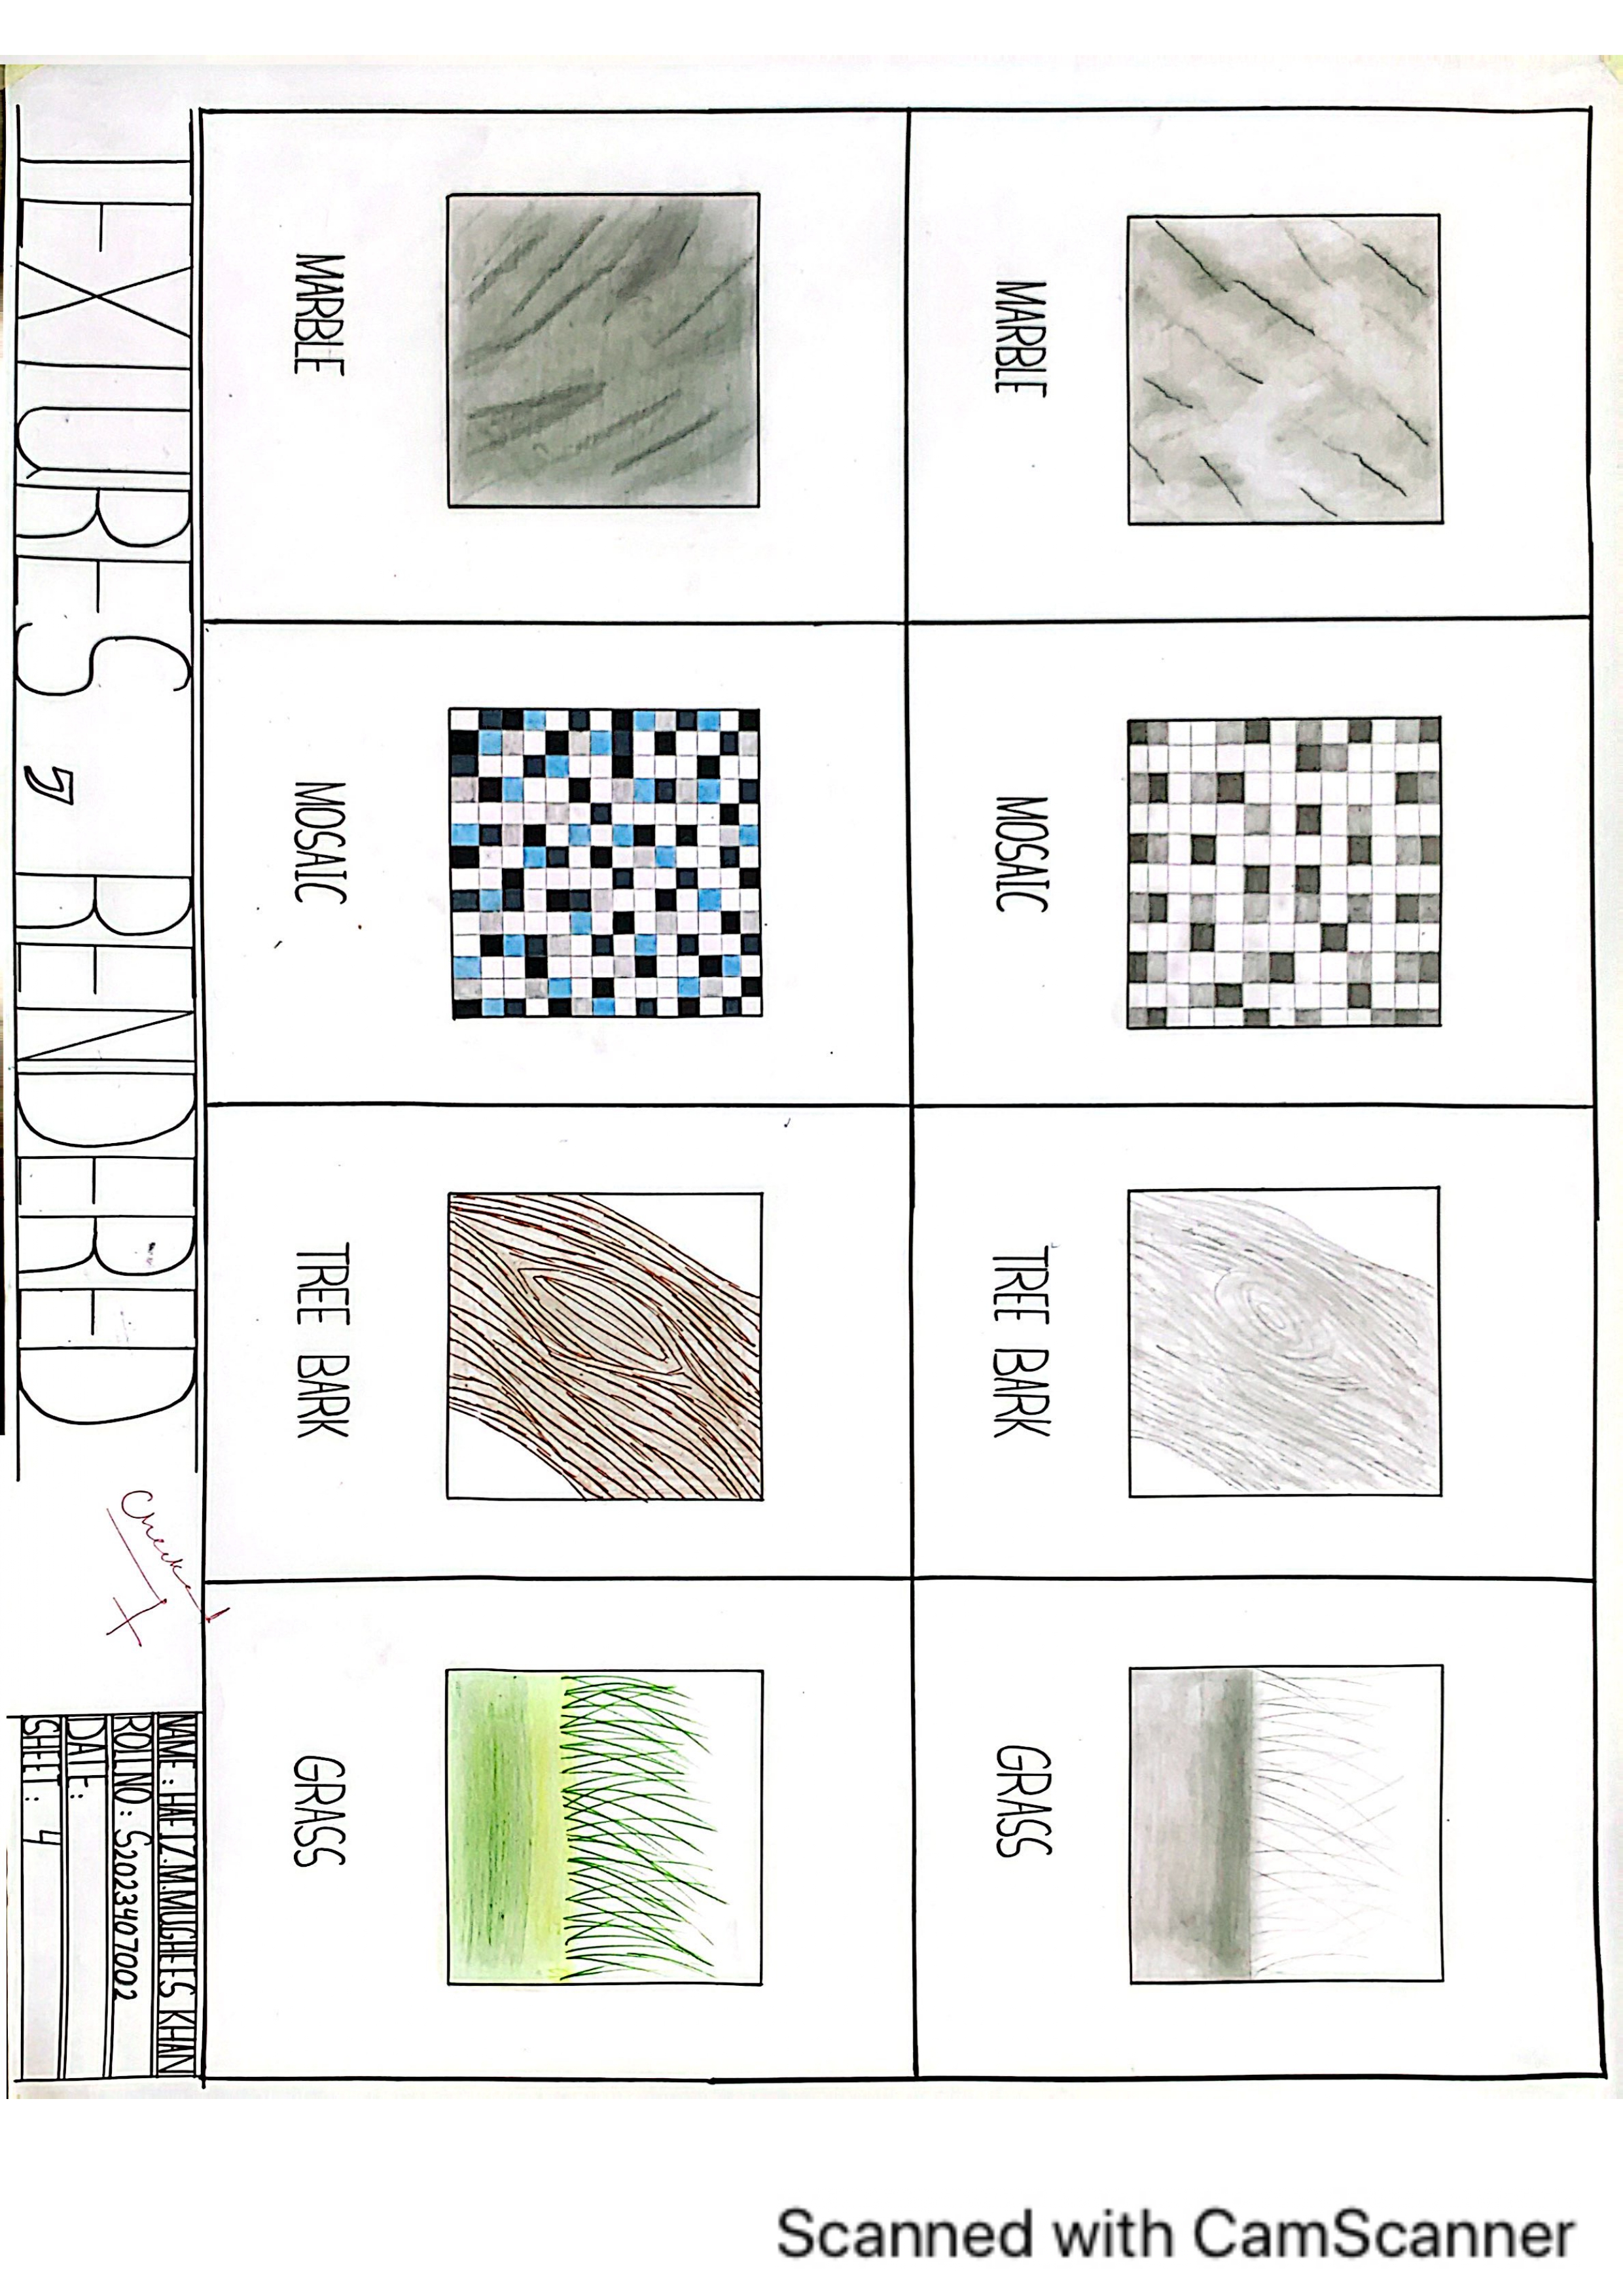 MARBLE
MOSAIC
TREE BARK
GRASS
MARBLE
MOSAIC
TREE BARK
GRASS
TEXTURES, RENDERED
Checked
NAME: HAFIZ.M.MUGHEES KHAN
ROLL NO: S2023407002
DATE:
SHEET: 4
Scanned with CamScanner